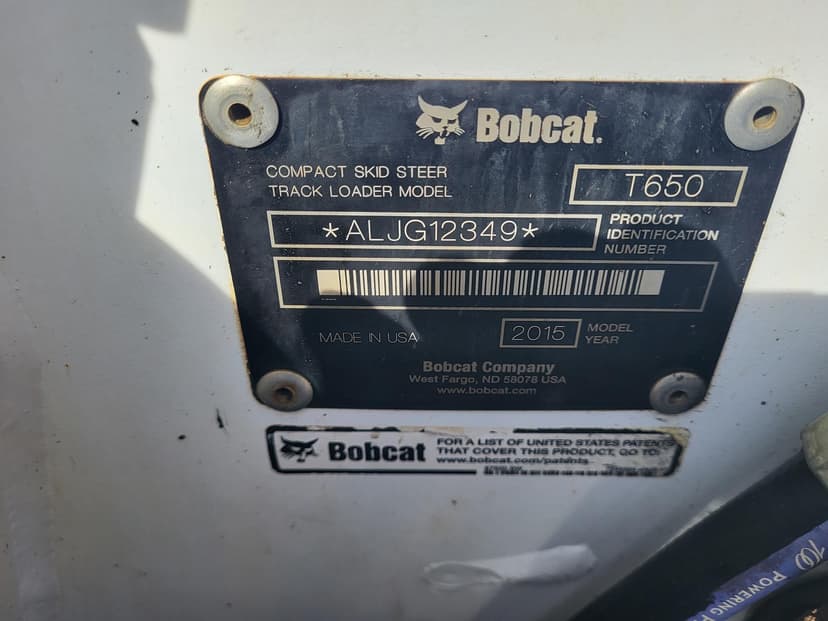 Bobcat.
COMPACT SKID STEER
TRACK LOADER MODEL
T650
*ALJG12349*
PRODUCT
IDENTIFICATION
NUMBER
MADE IN USA
2015
MODEL
YEAR
Bobcat Company
West Fargo, ND 58078 USA
www.bobcat.com
Bobcat
FOR A LIST OF UNITED STATES PATENTS
THAT COVER THIS PRODUCT, GO TO:
www.bobcat.com/patents
POWERING